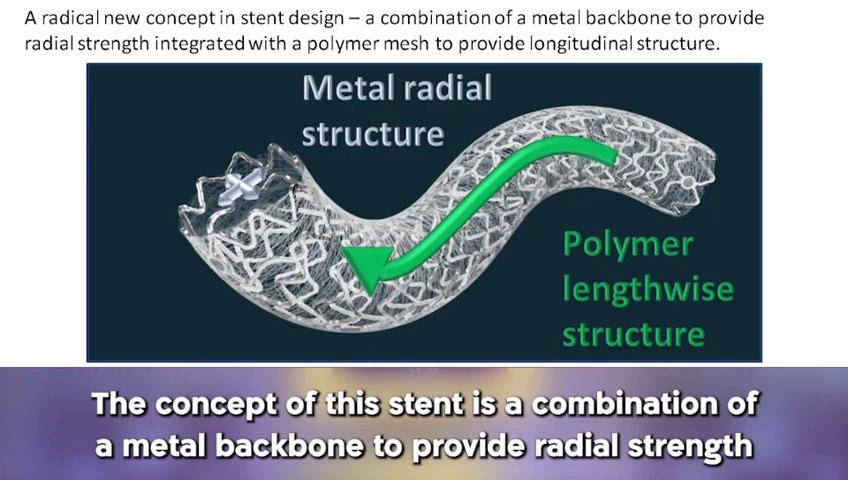 A radical new concept in stent design – a combination of a metal backbone to provide
radial strength integrated with a polymer mesh to provide longitudinal structure.
Metal radial
structure
Polymer
lengthwise
structure
The concept of this stent is a combination of
a metal backbone to provide radial strength